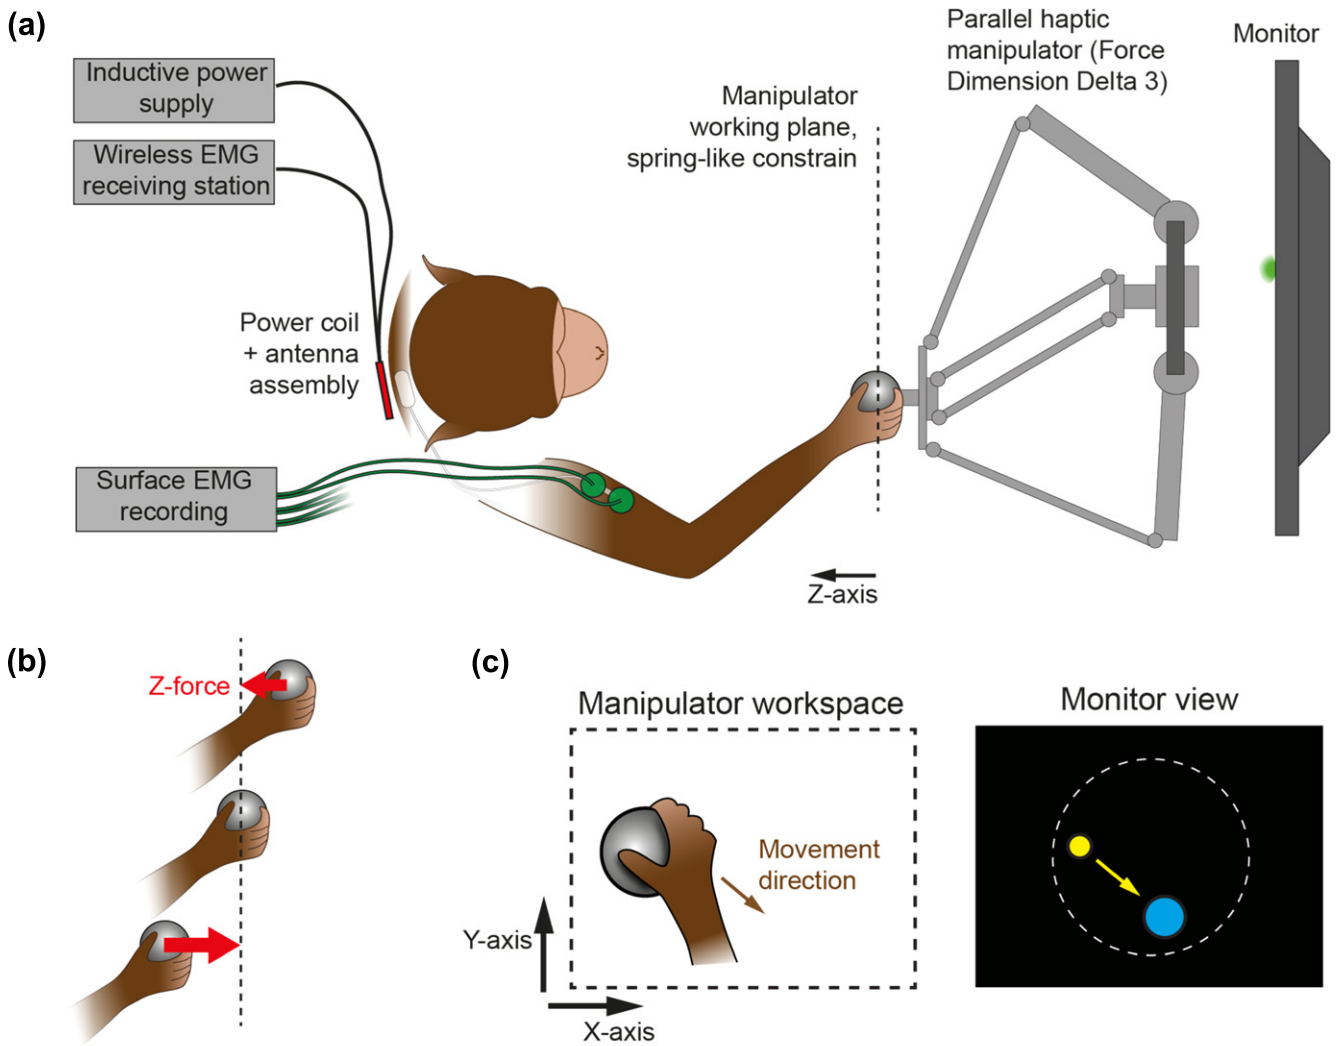 (a)
Inductive power
supply
Wireless EMG
receiving station
Power coil
+ antenna
assembly
Surface EMG
recording
Manipulator
working plane,
spring-like constrain
Parallel haptic
manipulator (Force
Dimension Delta 3)
Monitor
Z-axis
(b)
Z-force
(c)
Manipulator workspace
Movement
direction
Y-axis
X-axis
Monitor view